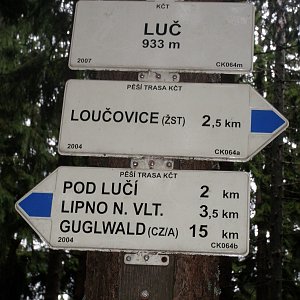 KČT
LUČ
933 m
2007 CK064m
PĚŠÍ TRASA KČT
LOUČOVICE (ŽST) 2,5 km
2004 CK064a
PĚŠÍ TRASA KČT
POD LUČÍ 2 km
LIPNO N. VLT. 3,5 km
GUGLWALD (CZ/A) 15 km
2004 CK064b